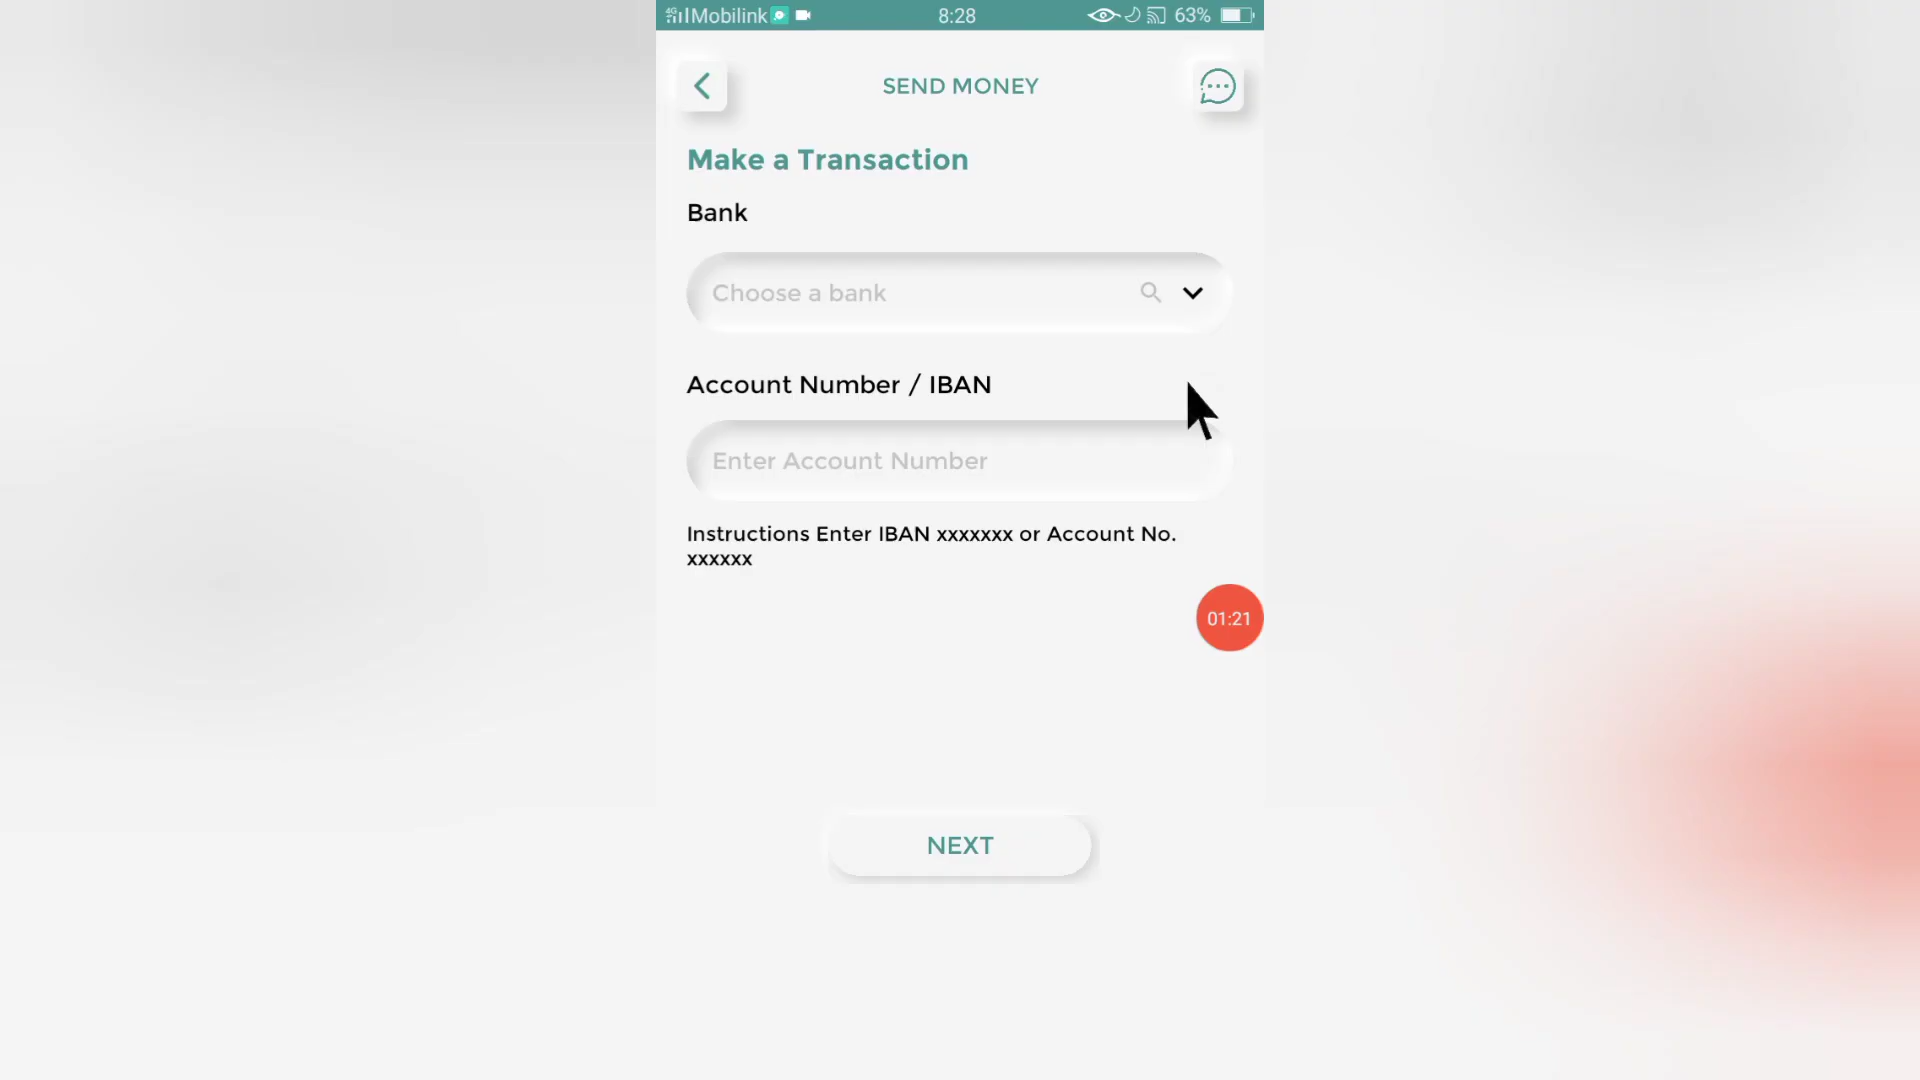 4G Mobilink 8:28 63%
SEND MONEY
Make a Transaction
Bank
Choose a bank
Account Number / IBAN
Enter Account Number
Instructions Enter IBAN xxxxxxx or Account No.
xxxxxx
01:21
NEXT